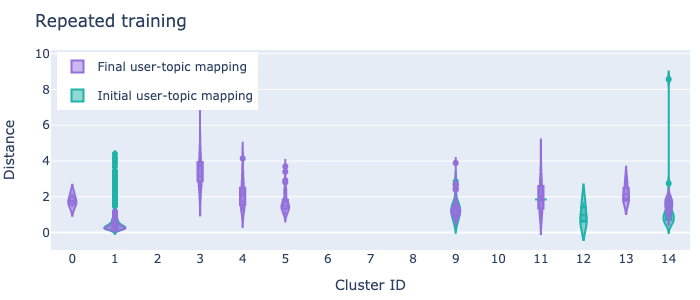 Repeated training
Final user-topic mapping
Initial user-topic mapping
Distance
10
8
6
4
2
0
0 1 2 3 4 5 6 7 8 9 10 11 12 13 14
Cluster ID